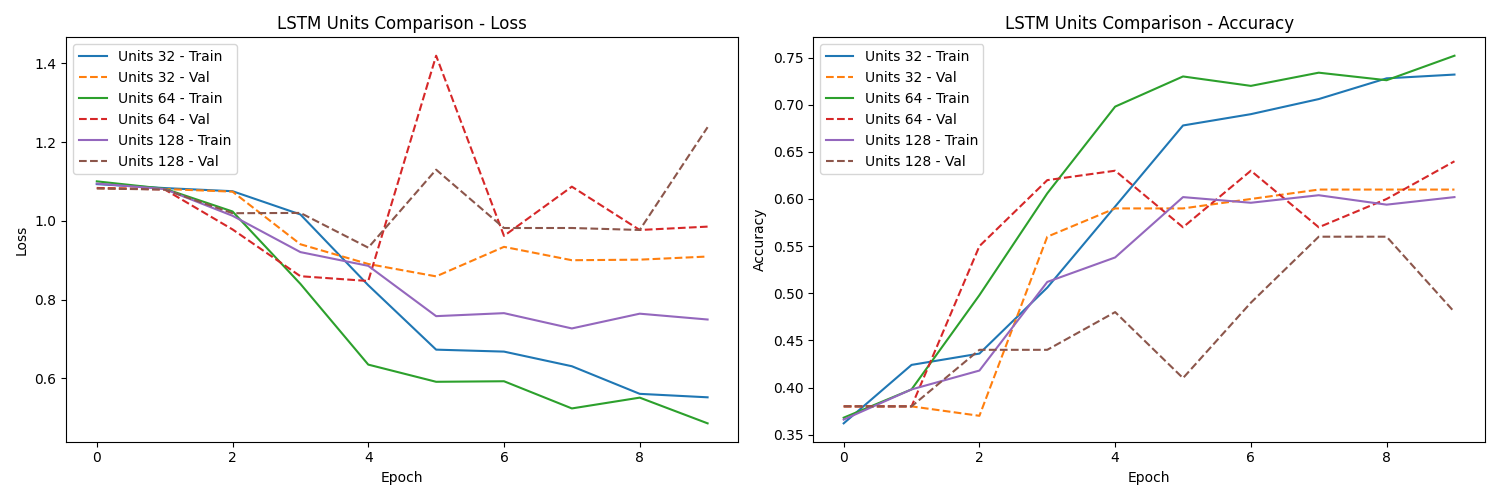 LSTM Units Comparison - Loss
Units 32 - Train
Units 32 - Val
Units 64 - Train
Units 64 - Val
Units 128 - Train
Units 128 - Val
Loss
1.4
1.2
1.0
0.8
0.6
0
2
4
6
8
Epoch
LSTM Units Comparison - Accuracy
Units 32 - Train
Units 32 - Val
Units 64 - Train
Units 64 - Val
Units 128 - Train
Units 128 - Val
Accuracy
0.75
0.70
0.65
0.60
0.55
0.50
0.45
0.40
0.35
0
2
4
6
8
Epoch